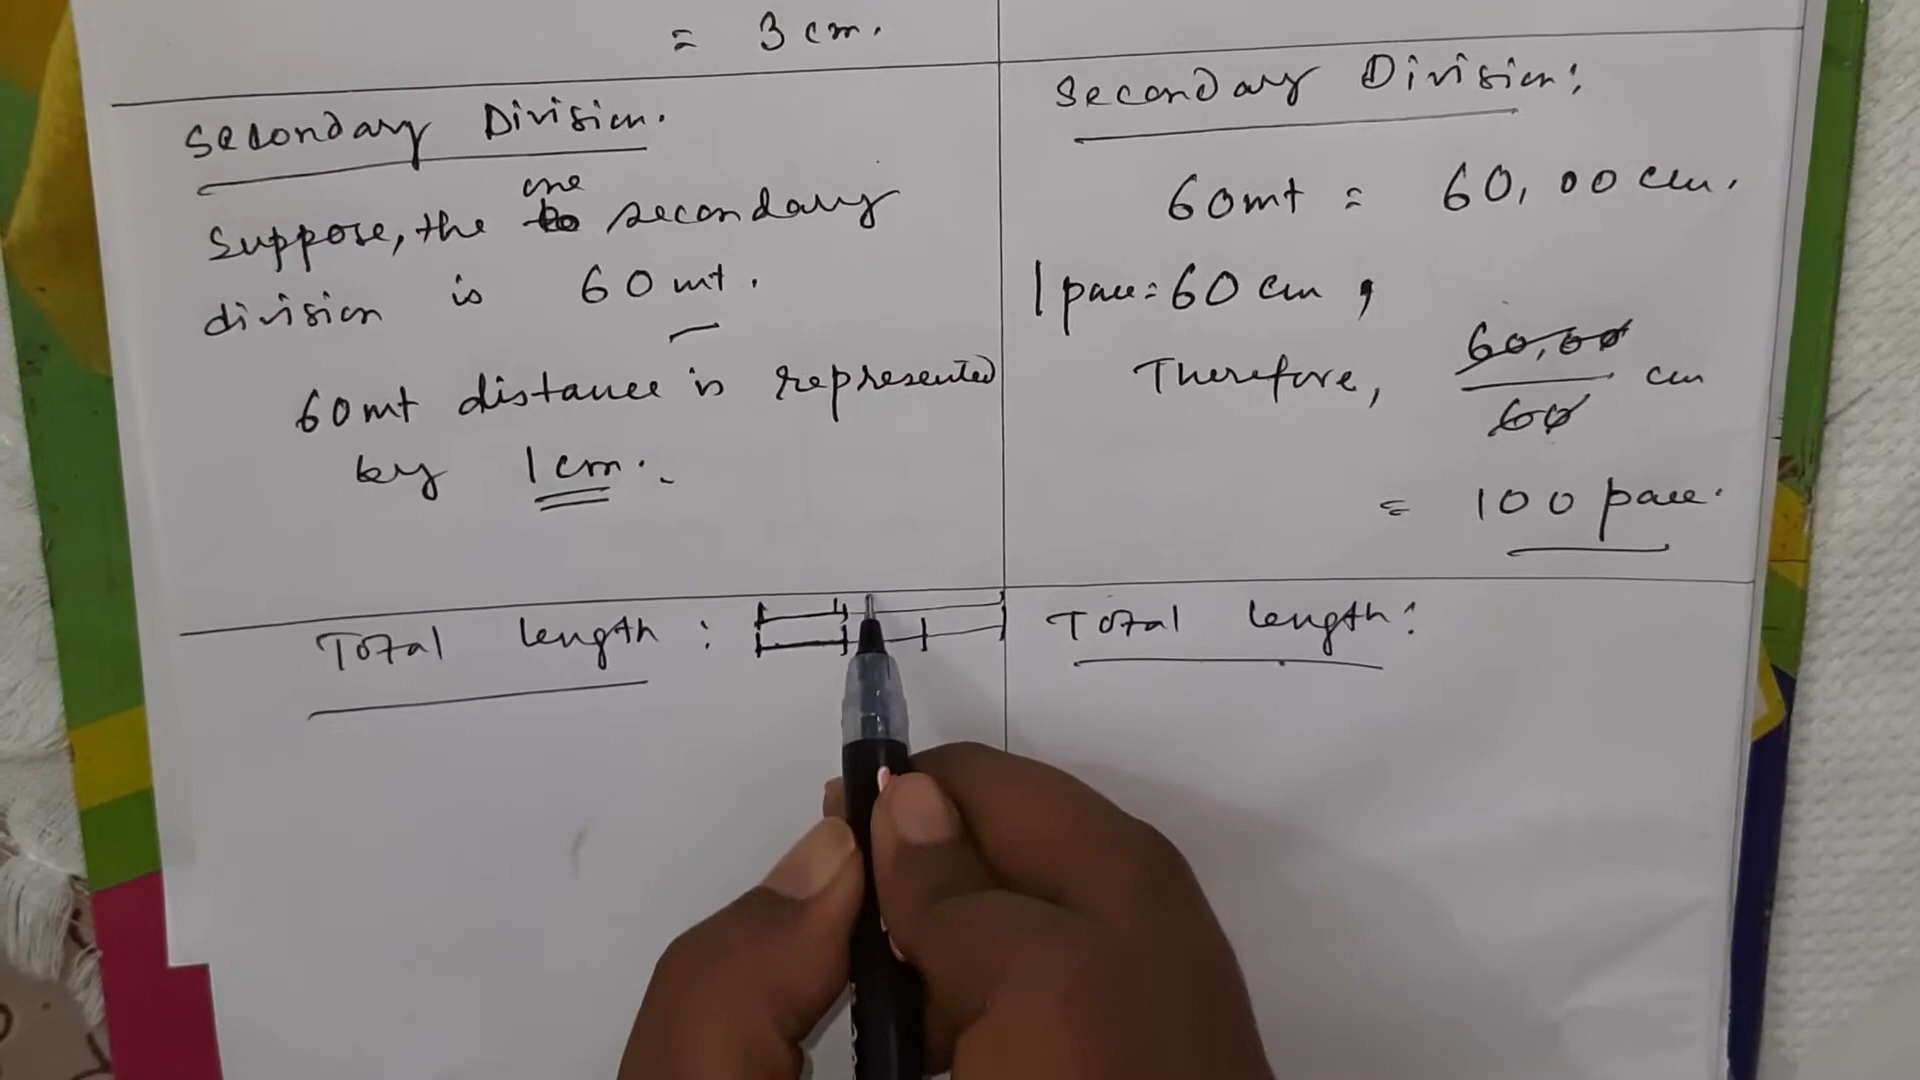 = 3 cm.
Secondary Division.
Suppose, the one secondary
division is 60 mt.
60 mt distance is represented
by 1 cm.
Secondary Division:
60mt = 60,00 cm.
1 pace = 60 cm,
Therefore, 60,00 / 60 cm
= 100 pace.
Total length :
Total length: